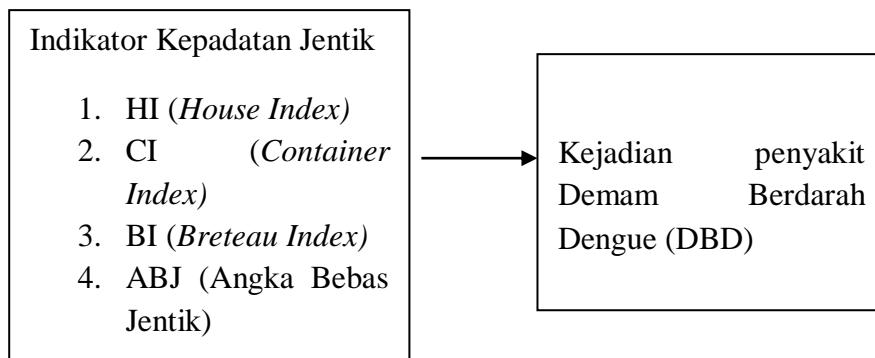 Indikator Kepadatan Jentik
1. HI (House Index)
2. CI (Container
Index)
3. BI (Breteau Index)
4. ABJ (Angka Bebas
Jentik)
Kejadian penyakit
Demam Berdarah
Dengue (DBD)